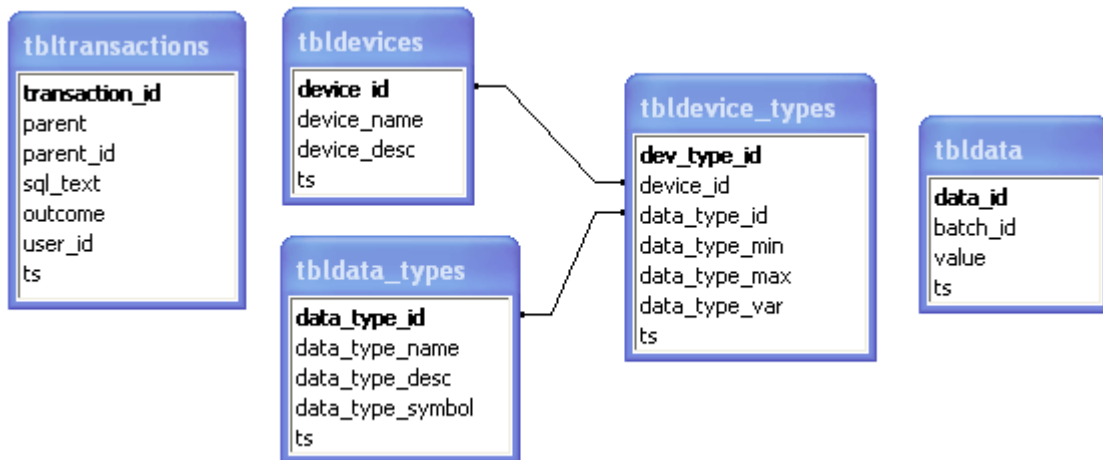 tbltransactions
transaction_id
parent
parent_id
sql_text
outcome
user_id
ts
tbldevices
device_id
device_name
device_desc
ts
tbldata_types
data_type_id
data_type_name
data_type_desc
data_type_symbol
ts
tbldevice_types
dev_type_id
device_id
data_type_id
data_type_min
data_type_max
data_type_var
ts
tbldata
data_id
batch_id
value
ts